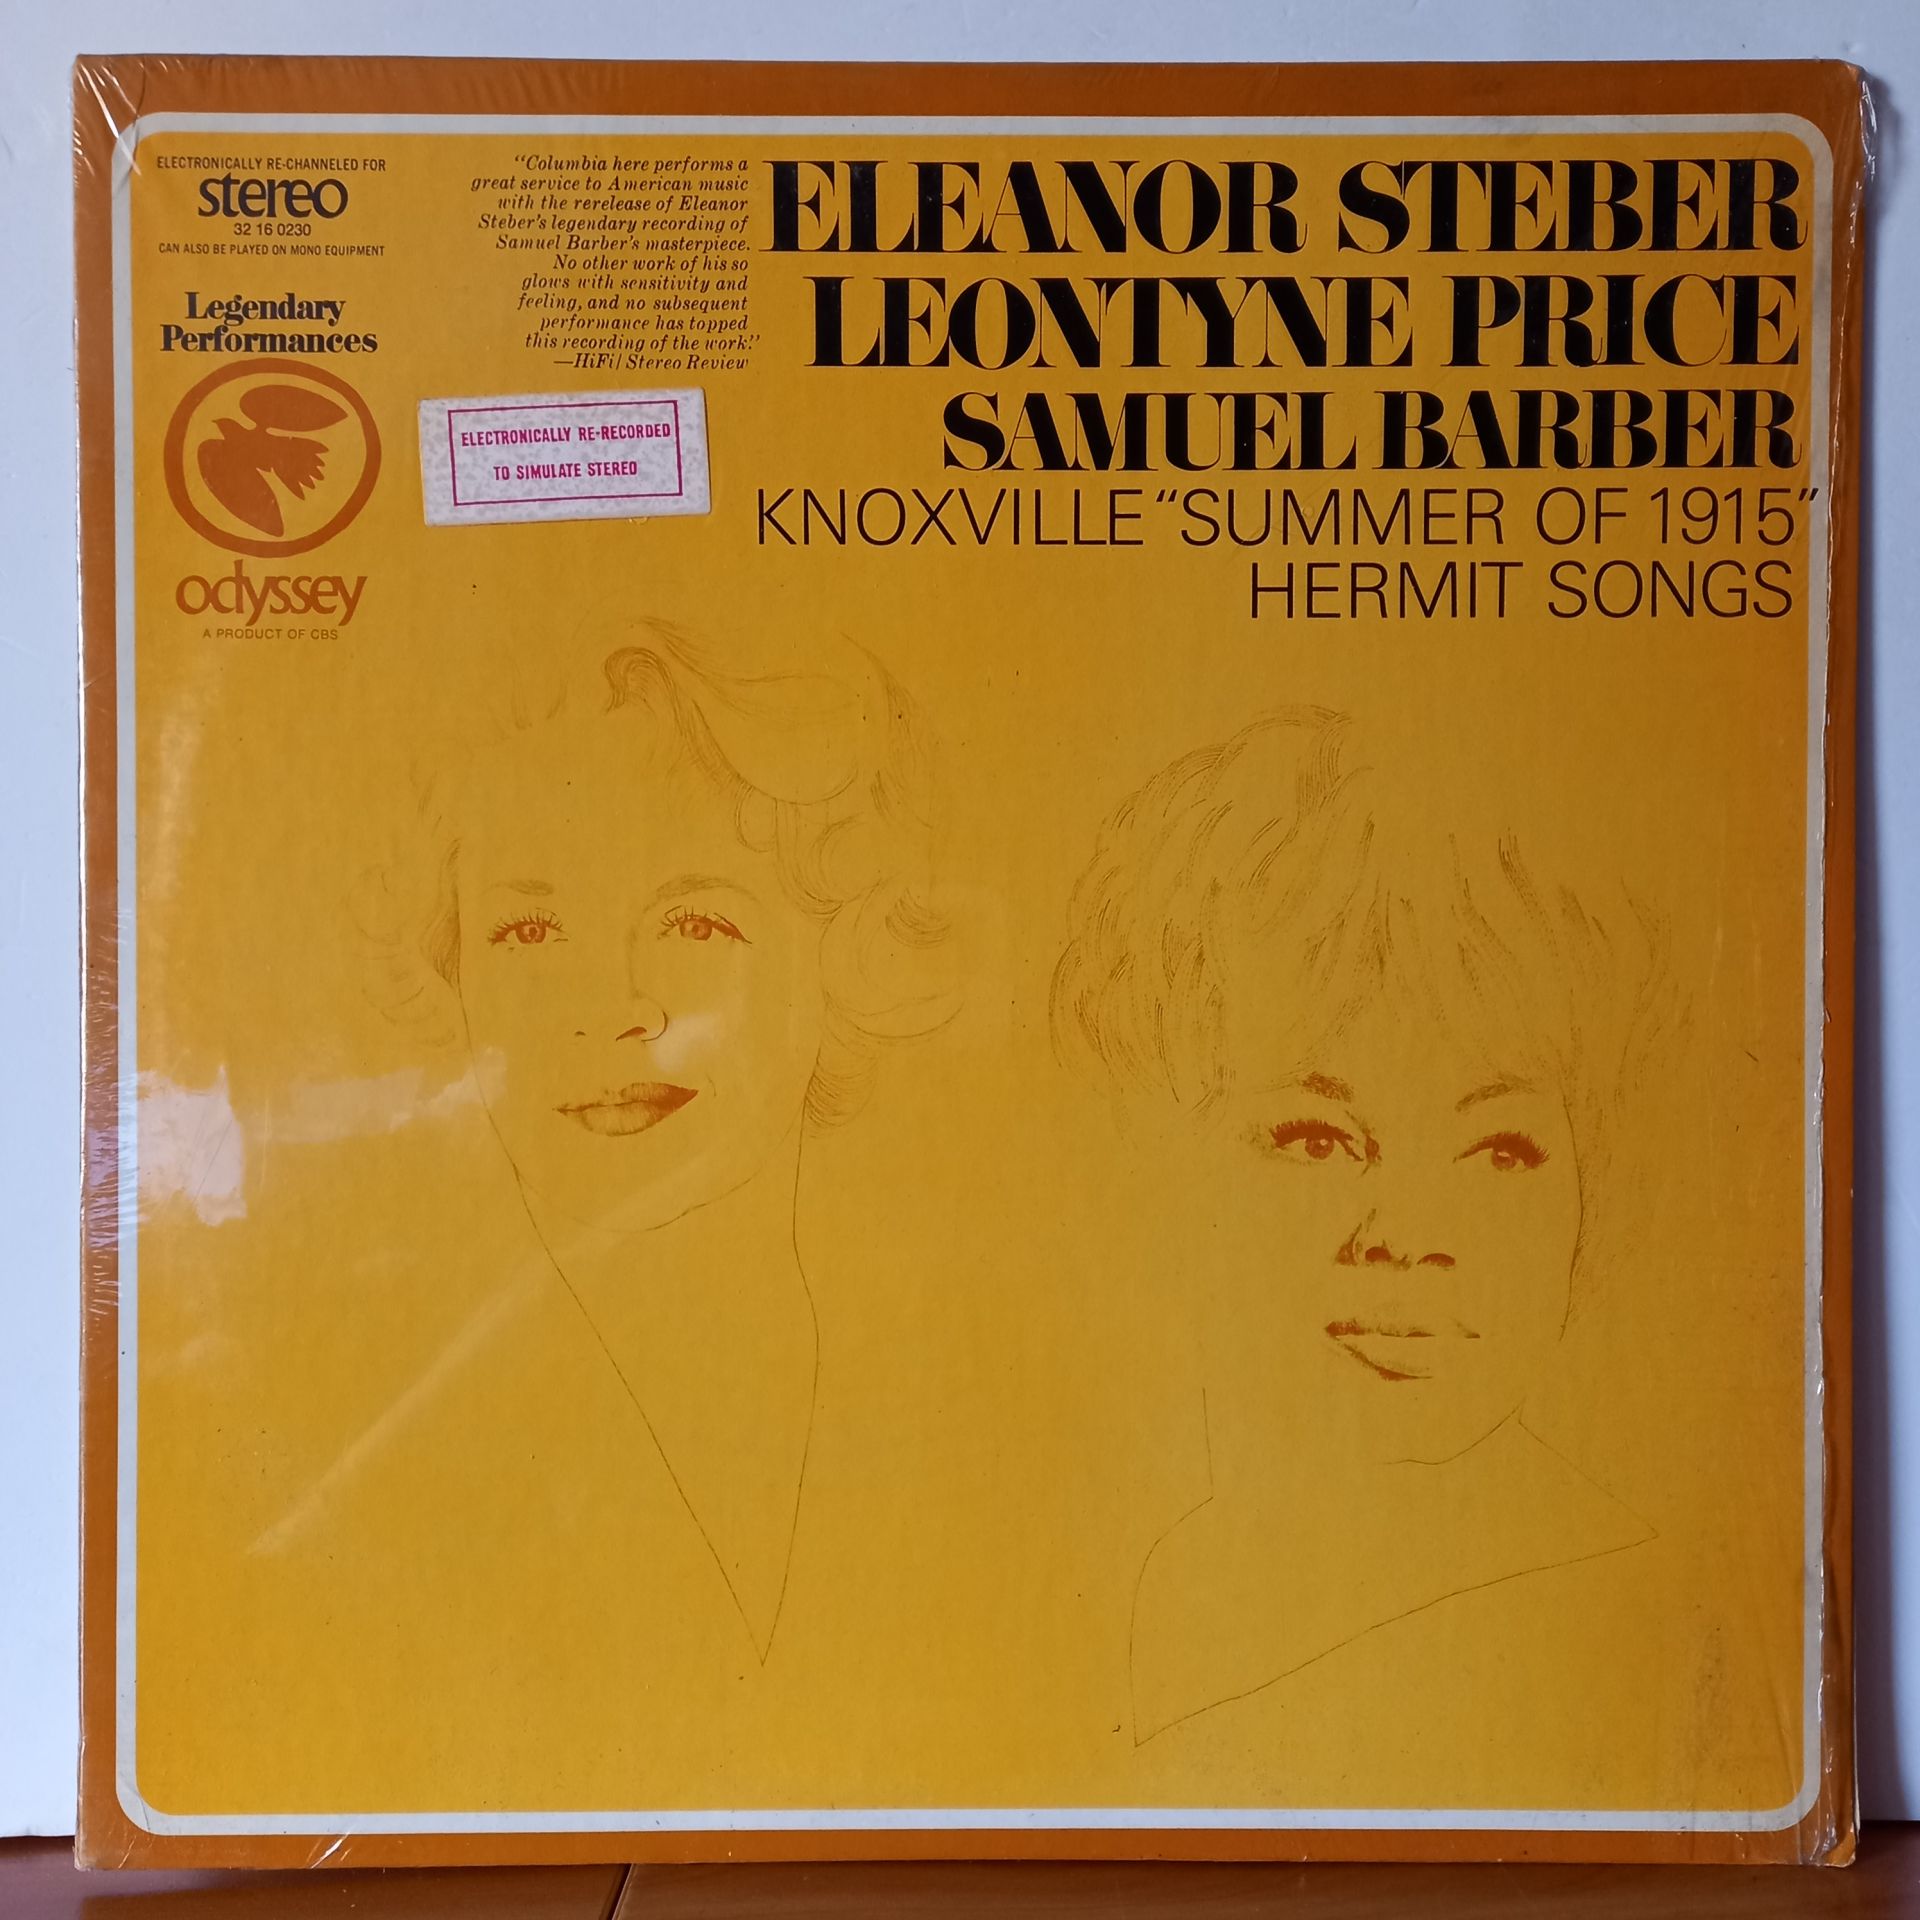 ELECTRONICALLY RE-CHANNELED FOR
stereo
32 16 0230
CAN ALSO BE PLAYED ON MONO EQUIPMENT
Legendary
Performances
odyssey
A PRODUCT OF CBS
"Columbia here performs a
great service to American music
with the rerelease of Eleanor
Steber's legendary recording of
Samuel Barber's masterpiece.
No other work of his so
glows with sensitivity and
feeling, and no subsequent
performance has topped
this recording of the work."
—HiFi/Stereo Review
ELECTRONICALLY RE-RECORDED
TO SIMULATE STEREO
ELEANOR STEBER
LEONTYNE PRICE
SAMUEL BARBER
KNOXVILLE "SUMMER OF 1915"
HERMIT SONGS